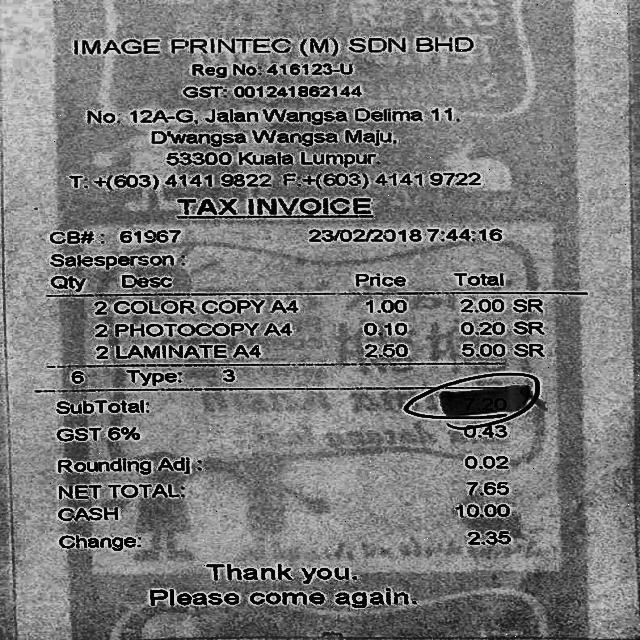 IMAGE PRINTEC (M) SDN BHD
Reg No: 416123-U
GST: 001241862144
No. 12A-G, Jalan Wangsa Delima 11,
D'wangsa Wangsa Maju,
53300 Kuala Lumpur.
T: +(603) 4141 9822 F:+(603) 4141 9722
TAX INVOICE
CB# : 61967 23/02/2018 7:44:16
Salesperson :
Qty Desc Price Total
2 COLOR COPY A4 1.00 2.00 SR
2 PHOTOCOPY A4 0.10 0.20 SR
2 LAMINATE A4 2.50 5.00 SR
6 Type: 3
SubTotal: 7.20
GST 6% 0.43
Rounding Adj : 0.02
NET TOTAL: 7.65
CASH 10.00
Change: 2.35
Thank you.
Please come again.